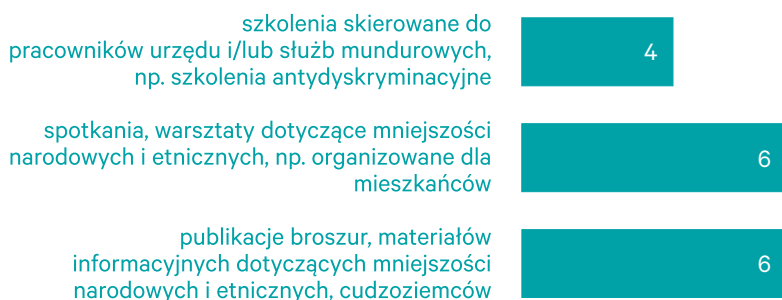 szkolenia skierowane do
pracowników urzędu i/lub służb mundurowych,
np. szkolenia antydyskryminacyjne
4
spotkania, warsztaty dotyczące mniejszości
narodowych i etnicznych, np. organizowane dla
mieszkańców
6
publikacje broszur, materiałów
informacyjnych dotyczących mniejszości
narodowych i etnicznych, cudzoziemców
6